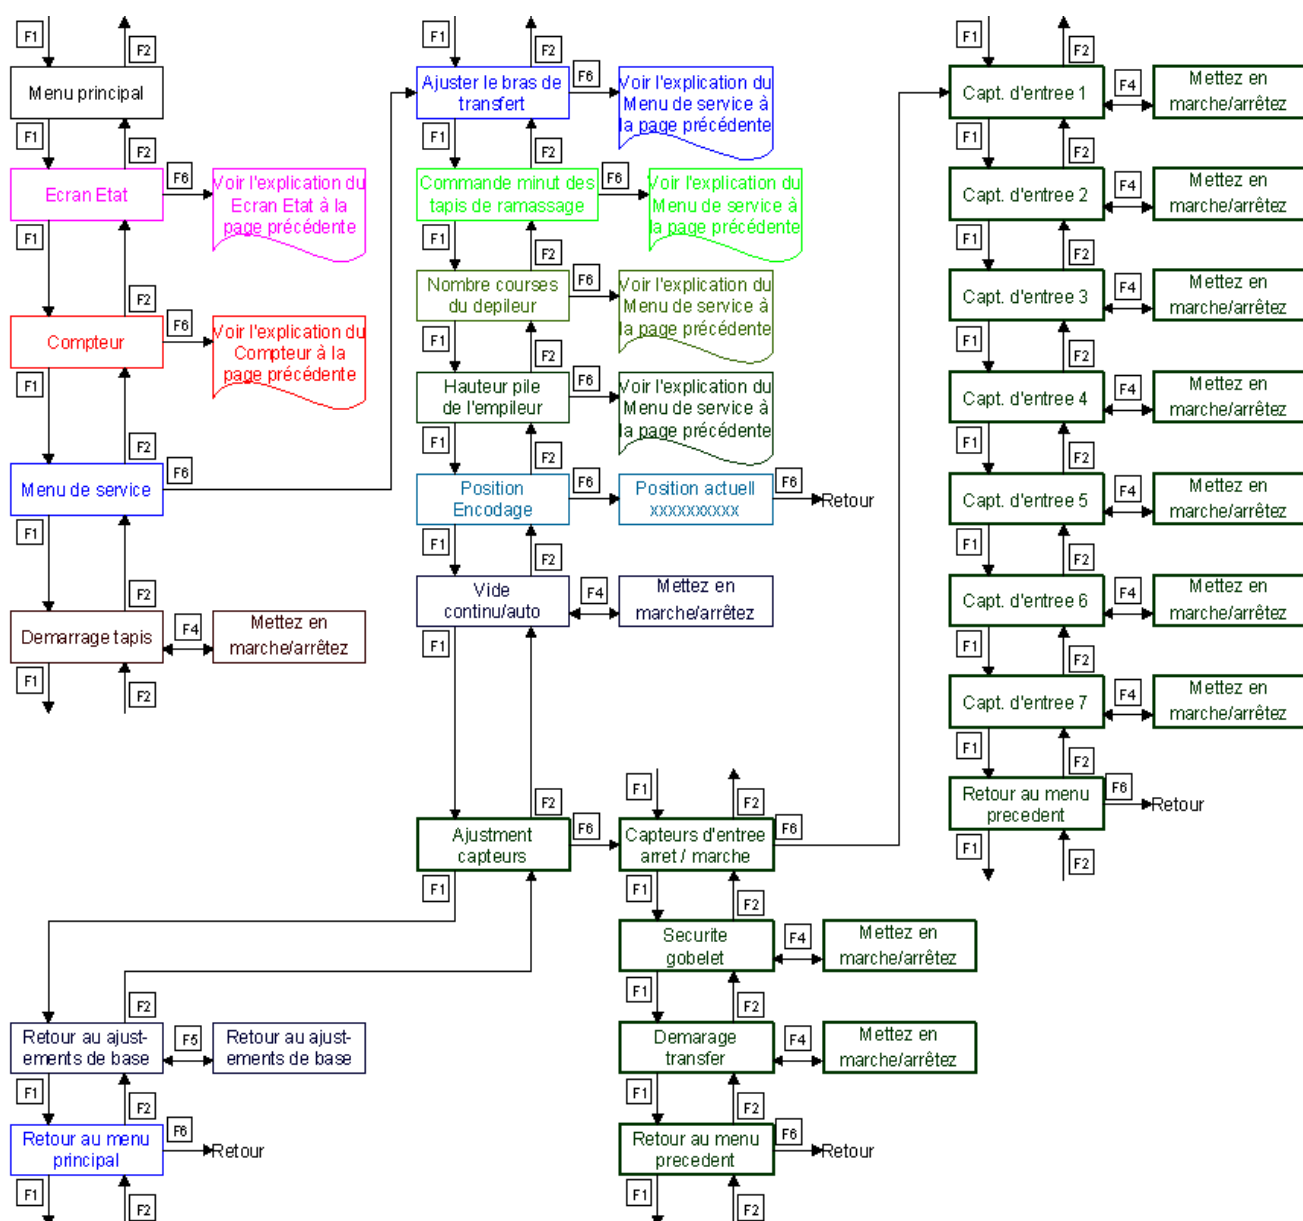 F1
F2
Menu principal
F1
F2
Ecran Etat
F6
Voir l'explication du
Ecran Etat à la
page précédente
F1
F2
Compteur
F6
Voir l'explication du
Compteur à la
page précédente
F1
F2
Menu de service
F6
F1
F2
Demarrage tapis
F4
Mettez en
marche/arrêtez
F1
F2
F1
F2
Ajuster le bras de
transfert
F6
Voir l'explication du
Menu de service à
la page précédente
F1
F2
Commande minut des
tapis de ramassage
F6
Voir l'explication du
Menu de service à
la page précédente
F1
F2
Nombre courses
du depileur
F6
Voir l'explication du
Menu de service à
la page précédente
F1
F2
Hauteur pile
de l'empileur
F6
Voir l'explication du
Menu de service à
la page précédente
F1
F2
Position
Encodage
F6
Position actuell
xxxxxxxxxx
F6
Retour
F1
F2
Vide
continu/auto
F4
Mettez en
marche/arrêtez
F1
F2
Ajustment
capteurs
F6
F1
F2
Retour au ajust-
ements de base
F5
Retour au ajust-
ements de base
F1
F2
Retour au menu
principal
F6
Retour
F1
F2
F1
F2
Capteurs d'entree
arret / marche
F6
F1
F2
Securite
gobelet
F4
Mettez en
marche/arrêtez
F1
F2
Demarage
transfer
F4
Mettez en
marche/arrêtez
F1
F2
Retour au menu
precedent
F6
Retour
F1
F2
F1
F2
Capt. d'entree 1
F4
Mettez en
marche/arrêtez
F1
F2
Capt. d'entree 2
F4
Mettez en
marche/arrêtez
F1
F2
Capt. d'entree 3
F4
Mettez en
marche/arrêtez
F1
F2
Capt. d'entree 4
F4
Mettez en
marche/arrêtez
F1
F2
Capt. d'entree 5
F4
Mettez en
marche/arrêtez
F1
F2
Capt. d'entree 6
F4
Mettez en
marche/arrêtez
F1
F2
Capt. d'entree 7
F4
Mettez en
marche/arrêtez
F1
F2
Retour au menu
precedent
F6
Retour
F1
F2